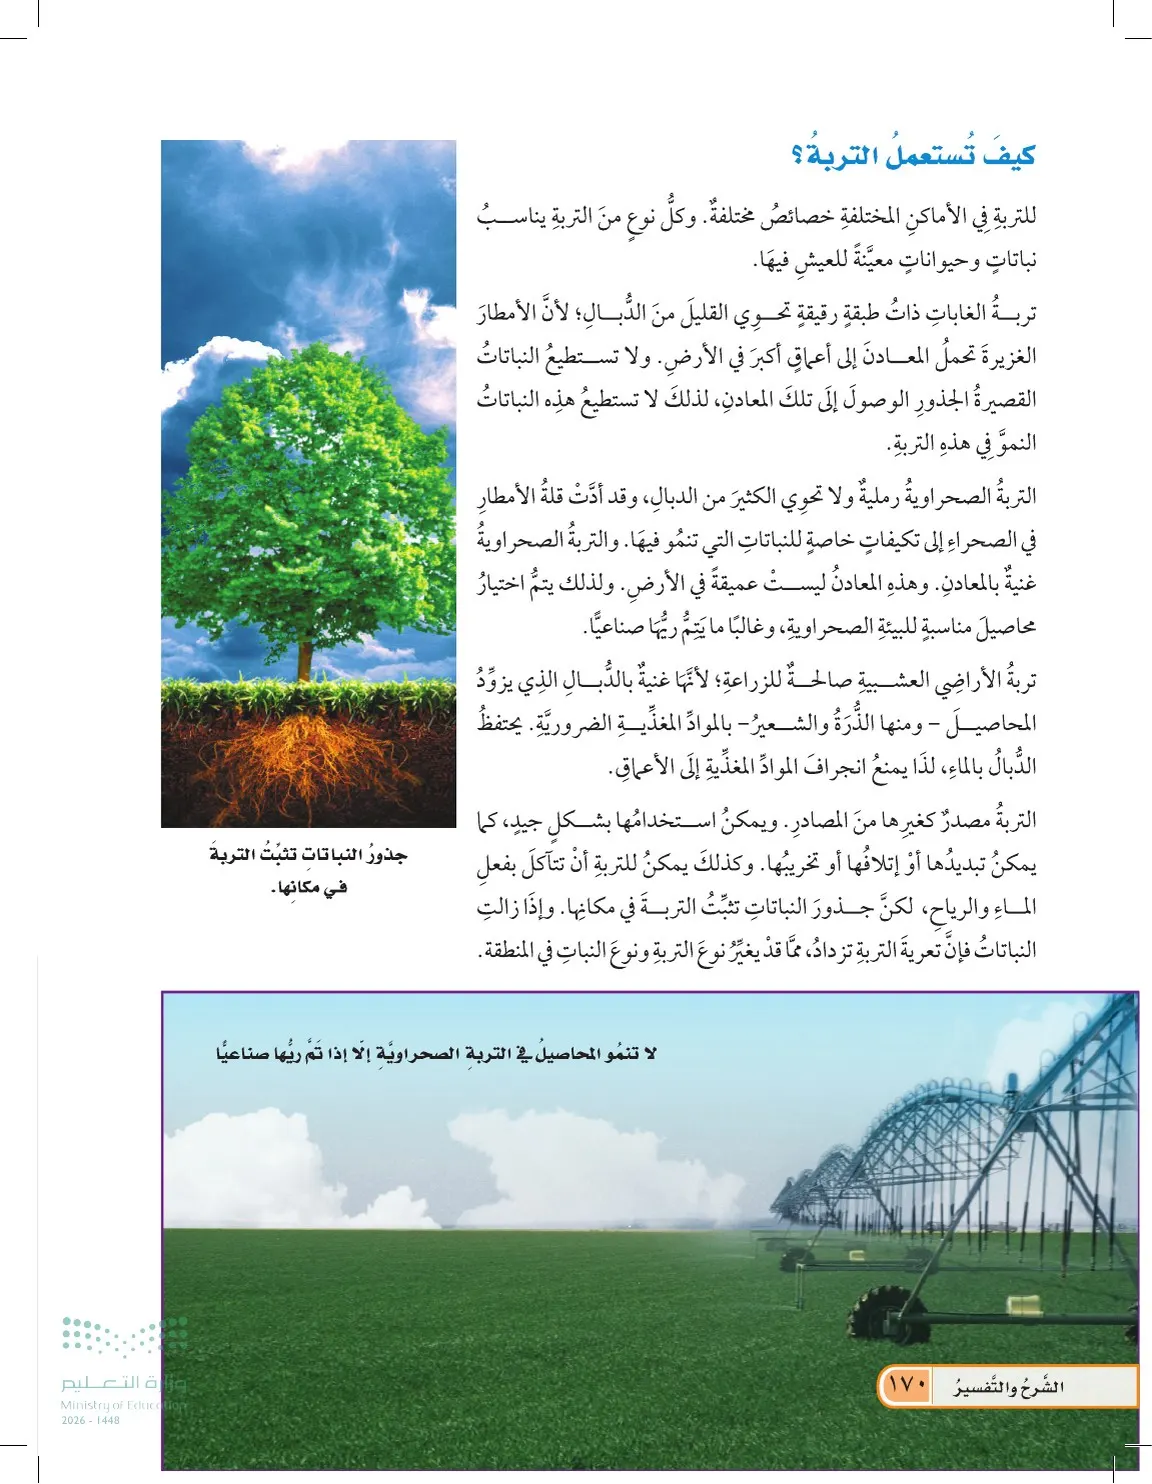 كيفَ تُستعملُ التربةُ؟
للتربةِ فِي الأماكنِ المختلفةِ خصائصُ مختلفةٌ. وكلُّ نوعٍ منَ التربةِ يناسبُ
نباتاتٍ وحيواناتٍ معيَّنةً للعيشِ فيهَا.
تربةُ الغاباتِ ذاتُ طبقةٍ رقيقةٍ تحوِي القليلَ منَ الدُّبالِ؛ لأنَّ الأمطارَ
الغزيرةَ تحملُ المعادنَ إلى أعماقٍ أكبرَ في الأرضِ. ولا تستطيعُ النباتاتُ
القصيرةُ الجذورِ الوصولَ إلَى تلكَ المعادنِ، لذلكَ لا تستطيعُ هذِه النباتاتُ
النموَّ فِي هذهِ التربةِ.
التربةُ الصحراويةُ رمليةٌ ولا تحوِي الكثيرَ من الدبالِ، وقد أدَّتْ قلةُ الأمطارِ
في الصحراءِ إلى تكيفاتٍ خاصةٍ للنباتاتِ التي تنمُو فيهَا. والتربةُ الصحراويةُ
غنيةٌ بالمعادنِ. وهذهِ المعادنُ ليستْ عميقةً في الأرضِ. ولذلك يتمُّ اختيارُ
محاصيلَ مناسبةٍ للبيئةِ الصحراويةِ، وغالبًا ما يَتِمُّ ريُّهَا صناعيًّا.
تربةُ الأراضِي العشبيةِ صالحةٌ للزراعةِ؛ لأنَّهَا غنيةٌ بالدُّبالِ الذِي يزوِّدُ
المحاصيلَ – ومنها الذُّرَةُ والشعيرُ– بالموادِّ المغذِّيةِ الضروريَّةِ. يحتفظُ
الدُّبالُ بالماءِ، لذَا يمنعُ انجرافَ الموادِّ المغذِّيةِ إلَى الأعماقِ.
التربةُ مصدرٌ كغيرِها منَ المصادرِ. ويمكنُ استخدامُها بشكلٍ جيدٍ، كما
يمكنُ تبديدُها أوْ إتلافُها أو تخريبُها. وكذلكَ يمكنُ للتربةِ أنْ تتآكلَ بفعلِ
الماءِ والرياحِ، لكنَّ جذورَ النباتاتِ تثبِّتُ التربةَ في مكانِها. وإذَا زالتِ
النباتاتُ فإنَّ تعريةَ التربةِ تزدادُ، ممَّا قدْ يغيِّرُ نوعَ التربةِ ونوعَ النباتِ في المنطقة.
جذورُ النباتاتِ تثبِّتُ التربةَ
في مكانِها.
لا تنمُو المحاصيلُ في التربةِ الصحراويَّةِ إلّا إذا تَمَّ ريُّها صناعيًّا
الشَّرحُ والتَّفسيرُ ١٧٠
وزارة التعليم
Ministry of Education
2026 - 1448